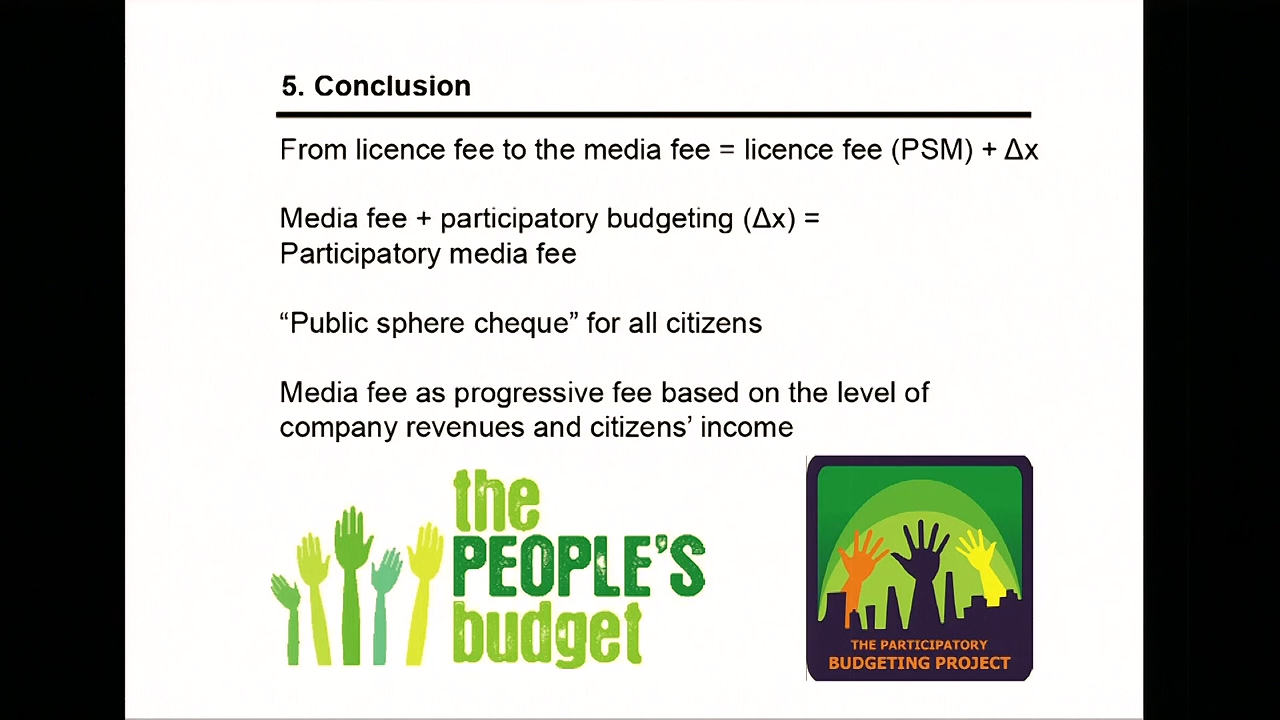 5. Conclusion
From licence fee to the media fee = licence fee (PSM) + Δx
Media fee + participatory budgeting (Δx) =
Participatory media fee
“Public sphere cheque” for all citizens
Media fee as progressive fee based on the level of
company revenues and citizens’ income
the
PEOPLE'S
budget
THE PARTICIPATORY
BUDGETING PROJECT